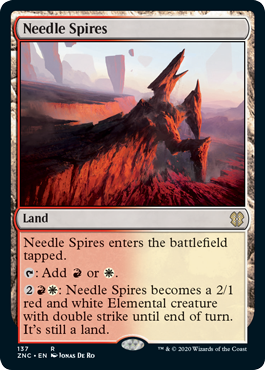 Needle Spires
Land
Needle Spires enters the battlefield
tapped.
: Add or .
2 : Needle Spires becomes a 2/1
red and white Elemental creature
with double strike until end of turn.
It's still a land.
137 R
ZNC • EN Jonas De Ro
™ & © 2020 Wizards of the Coast